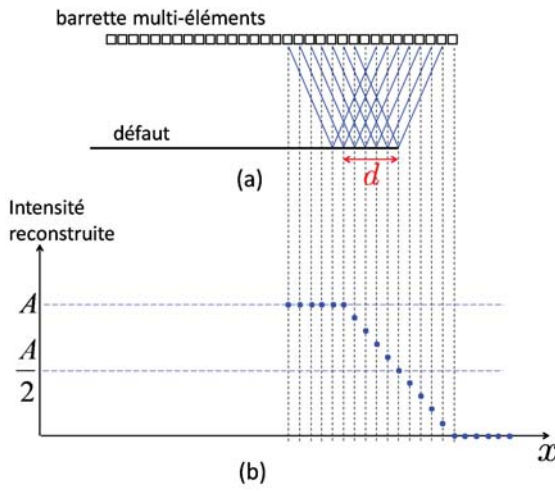 barrette multi-éléments
défaut
d
(a)
Intensité
reconstruite
A
A
2
x
(b)